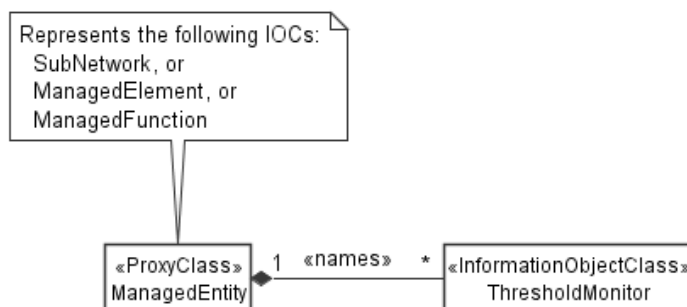 Represents the following IOCs:
SubNetwork, or
ManagedElement, or
ManagedFunction
«ProxyClass»
ManagedEntity
1 «names» *
«InformationObjectClass»
ThresholdMonitor